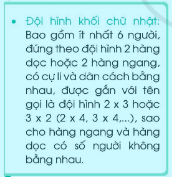 • Đội hình khối chữ nhật:
Bao gồm ít nhất 6 người,
đứng theo đội hình 2 hàng
dọc hoặc 2 hàng ngang,
có cự li và dãn cách bằng
nhau, được gắn với tên
gọi là đội hình 2 x 3 hoặc
3 x 2 (2 x 4, 3 x 4,...), sao
cho hàng ngang và hàng
dọc có số người không
bằng nhau.